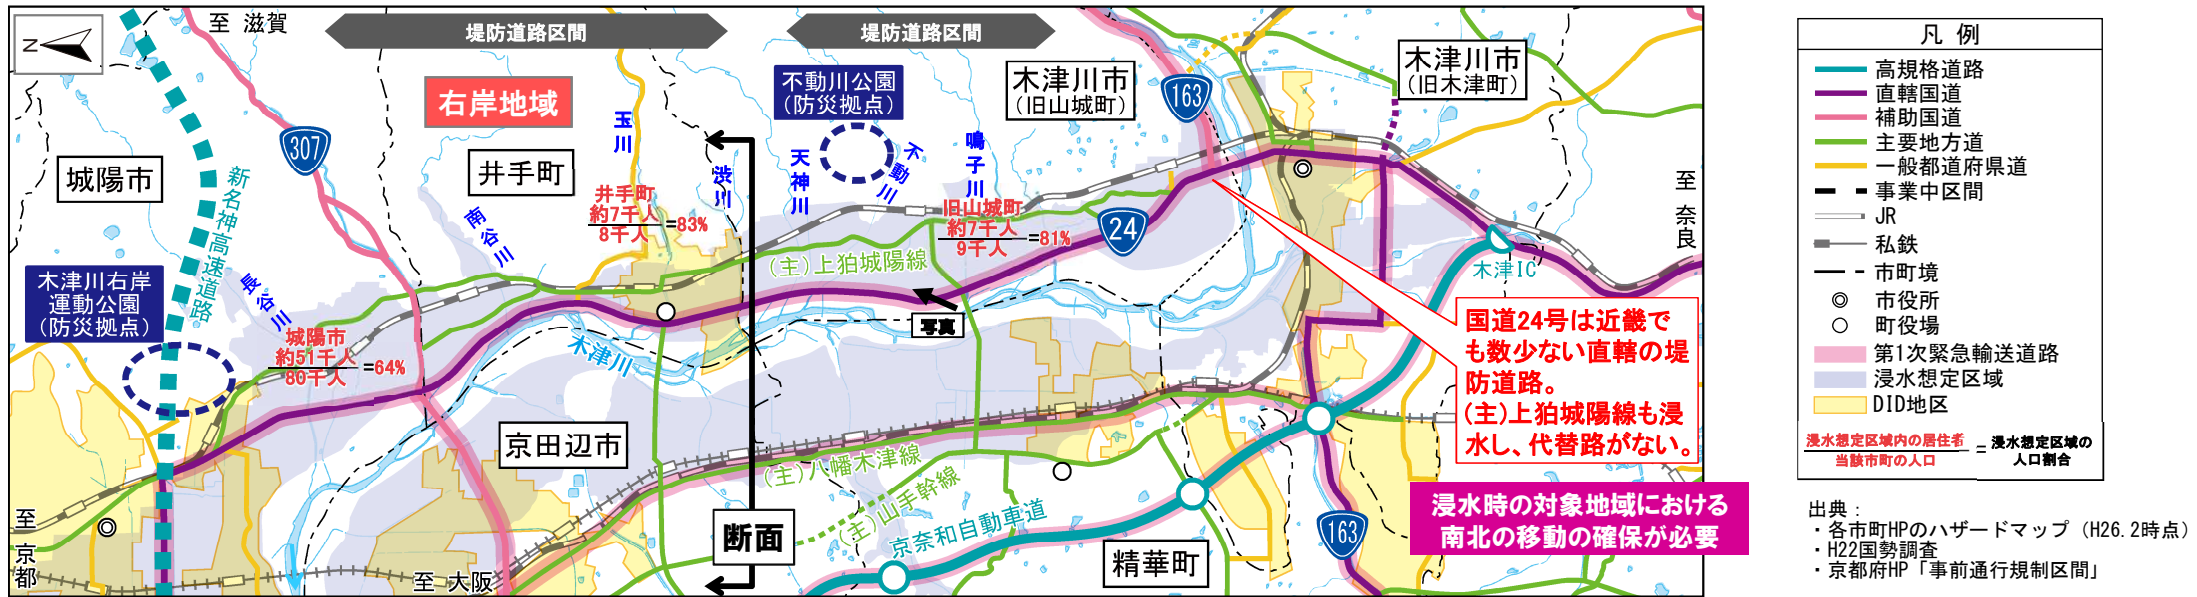 N
至 滋賀
堤防道路区間
堤防道路区間
右岸地域
不動川公園
(防災拠点)
木津川市
(旧山城町)
木津川市
(旧木津町)
163
307
玉川
城陽市
井手町
新名神高速道路
渋川
天神川
不動川
鳴子川
井手町
約7千人
8千人
=83%
旧山城町
約7千人
9千人
=81%
南谷川
24
至 奈良
木津川右岸
運動公園
(防災拠点)
長谷川
(主)上狛城陽線
木津IC
写真
城陽市
約51千人
80千人
=64%
木津川
国道24号は近畿で
も数少ない直轄の堤
防道路。
(主)上狛城陽線も浸
水し、代替路がない。
京田辺市
(主)八幡木津線
(主)山手幹線
京奈和自動車道
断面
精華町
163
浸水時の対象地域における
南北の移動の確保が必要
至 京都
至 大阪
凡 例
高規格道路
直轄国道
補助国道
主要地方道
一般都道府県道
事業中区間
JR
私鉄
市町境
市役所
町役場
第1次緊急輸送道路
浸水想定区域
DID地区
浸水想定区域内の居住者
当該市町の人口
=
浸水想定区域の
人口割合
出典：
・各市町HPのハザードマップ（H26.2時点）
・H22国勢調査
・京都府HP「事前通行規制区間」